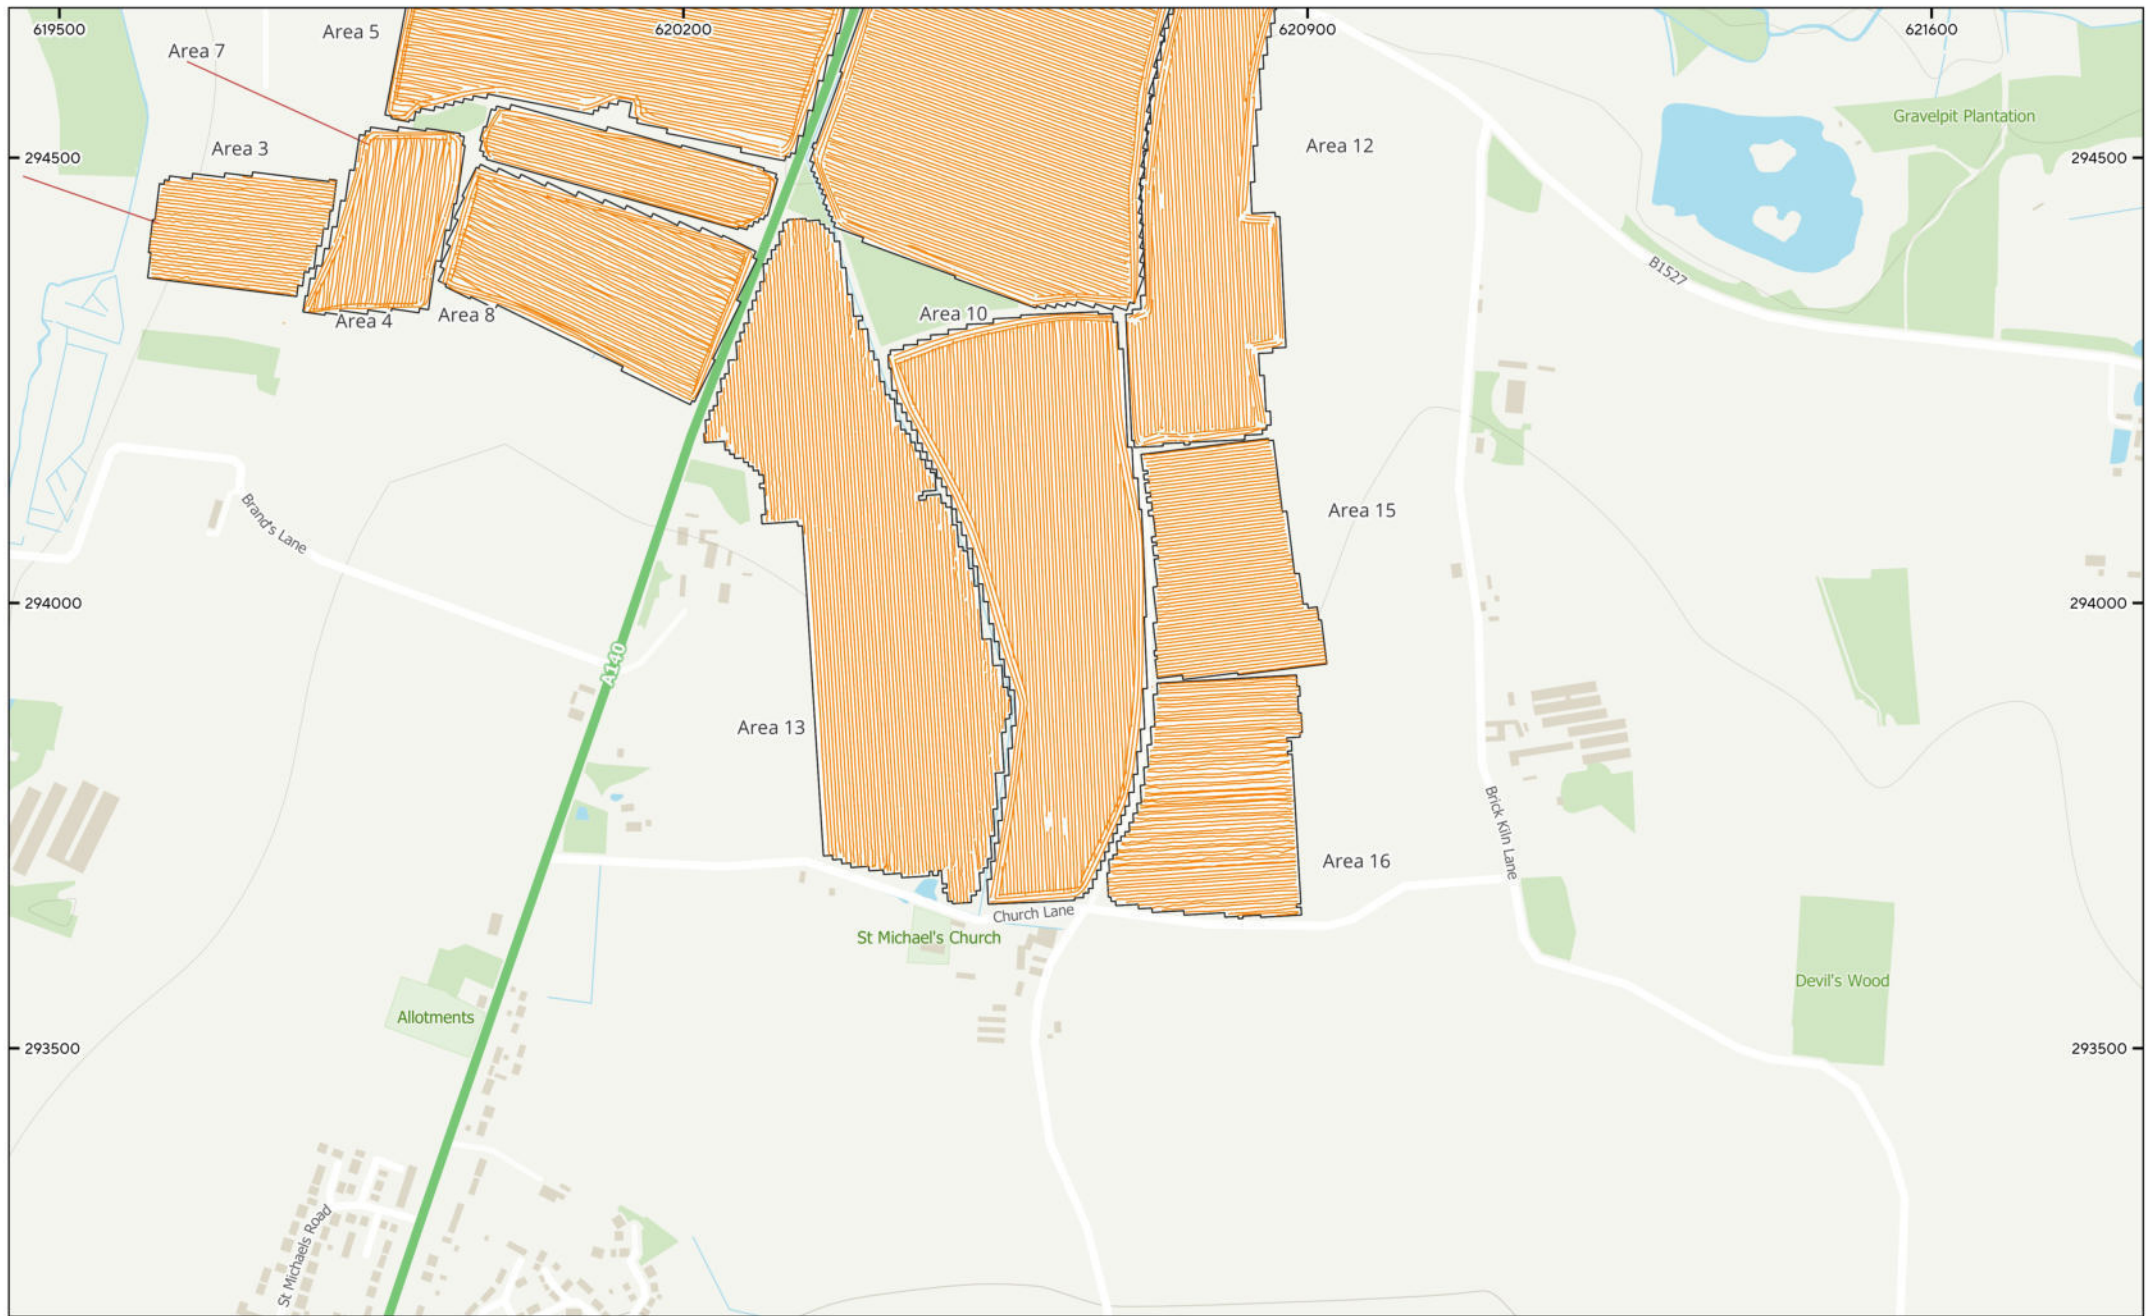 619500
Area 5
620200
620900
621600
Area 7
Gravelpit Plantation
Area 3
Area 12
294500
294500
B1527
Area 4
Area 8
Area 10
Brand's Lane
Area 15
294000
294000
A140
Area 13
Brick Kiln Lane
Area 16
Church Lane
St Michael's Church
Devil's Wood
Allotments
293500
293500
St Michaels Road